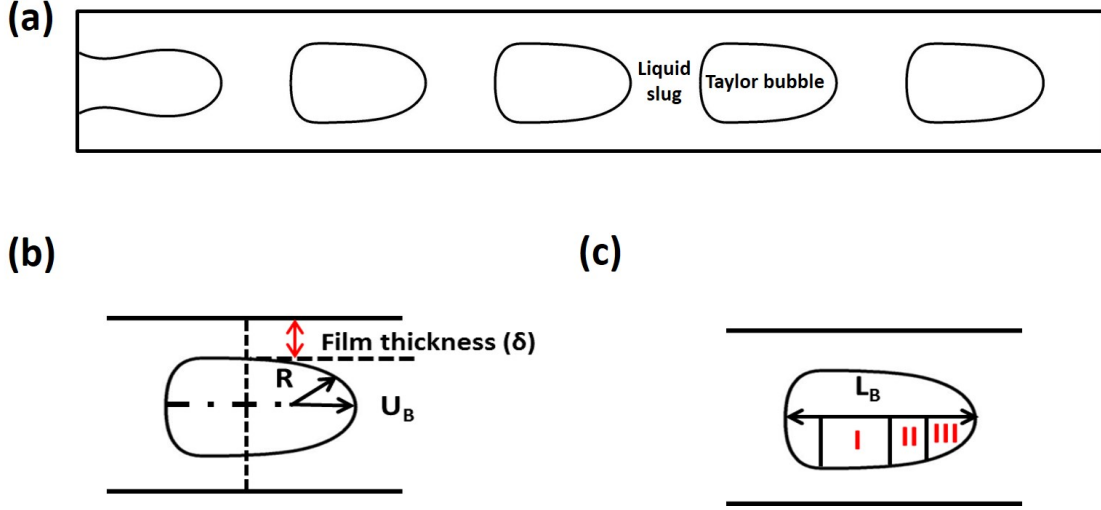 (a)
Liquid
slug
Taylor bubble
(b)
(c)
Film thickness (δ)
R
U_B
L_B
I
II
III